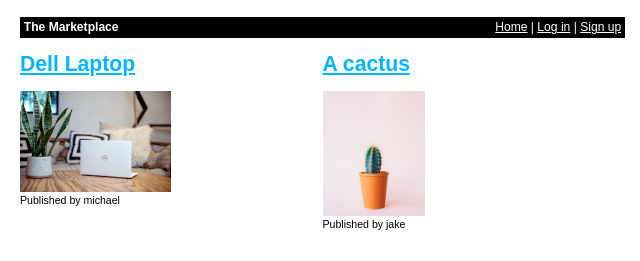 The Marketplace
Home | Log in | Sign up
Dell Laptop
Published by michael
A cactus
Published by jake